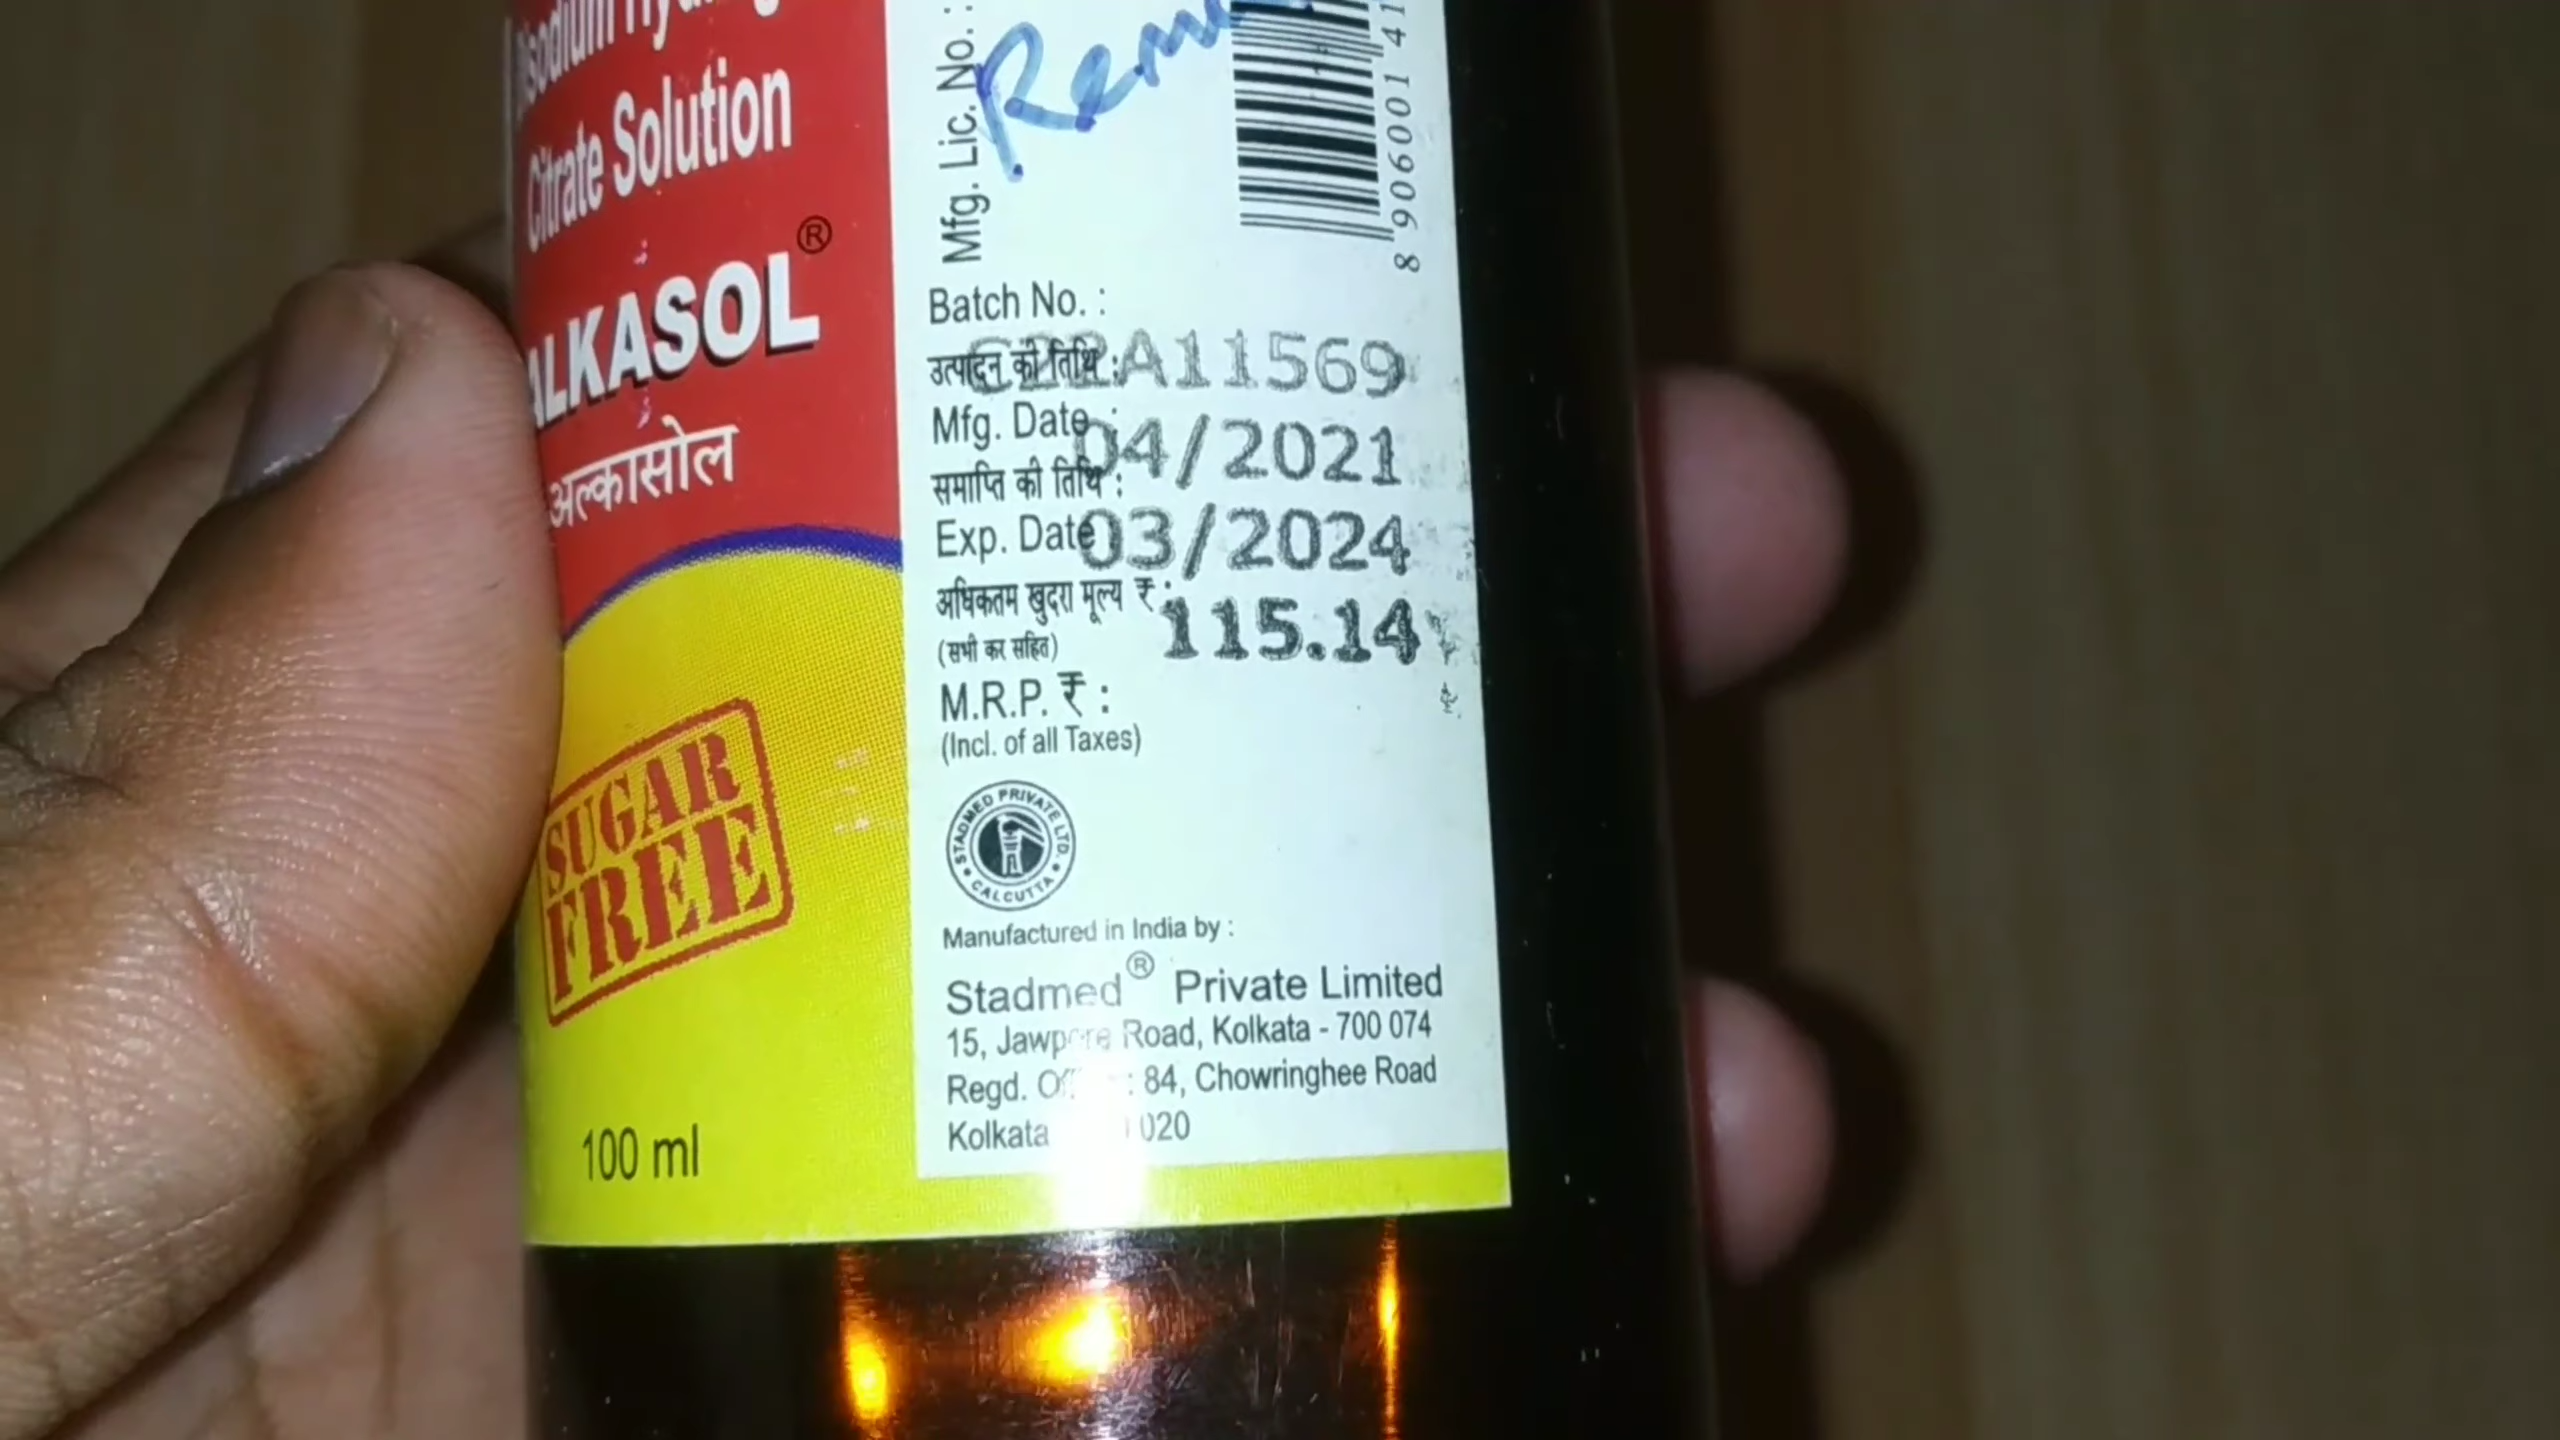 Citrate Solution
ALKASOL®
अल्कासोल
SUGAR
FREE
100 ml
Mfg. Lic. No. :
8 906001 41
Batch No. :
A11569
उत्पादन की तिथि :
Mfg. Date :
04/2021
समाप्ति की तिथि :
Exp. Date
03/2024
अधिकतम खुदरा मूल्य ₹ :
115.14
(सभी कर सहित)
M.R.P. ₹ :
(Incl. of all Taxes)
STADMED PRIVATE LTD.
CALCUTTA
Manufactured in India by :
Stadmed® Private Limited
15, Road, Kolkata - 700 074
Regd. : 84, Chowringhee Road
Kolkata 020